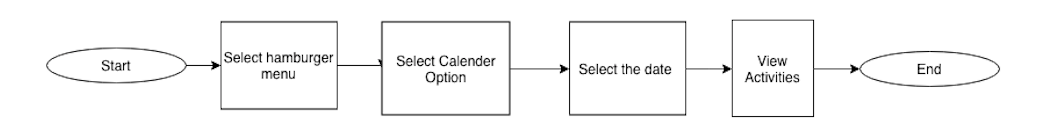 Start
Select hamburger
menu
Select Calender
Option
Select the date
View
Activities
End